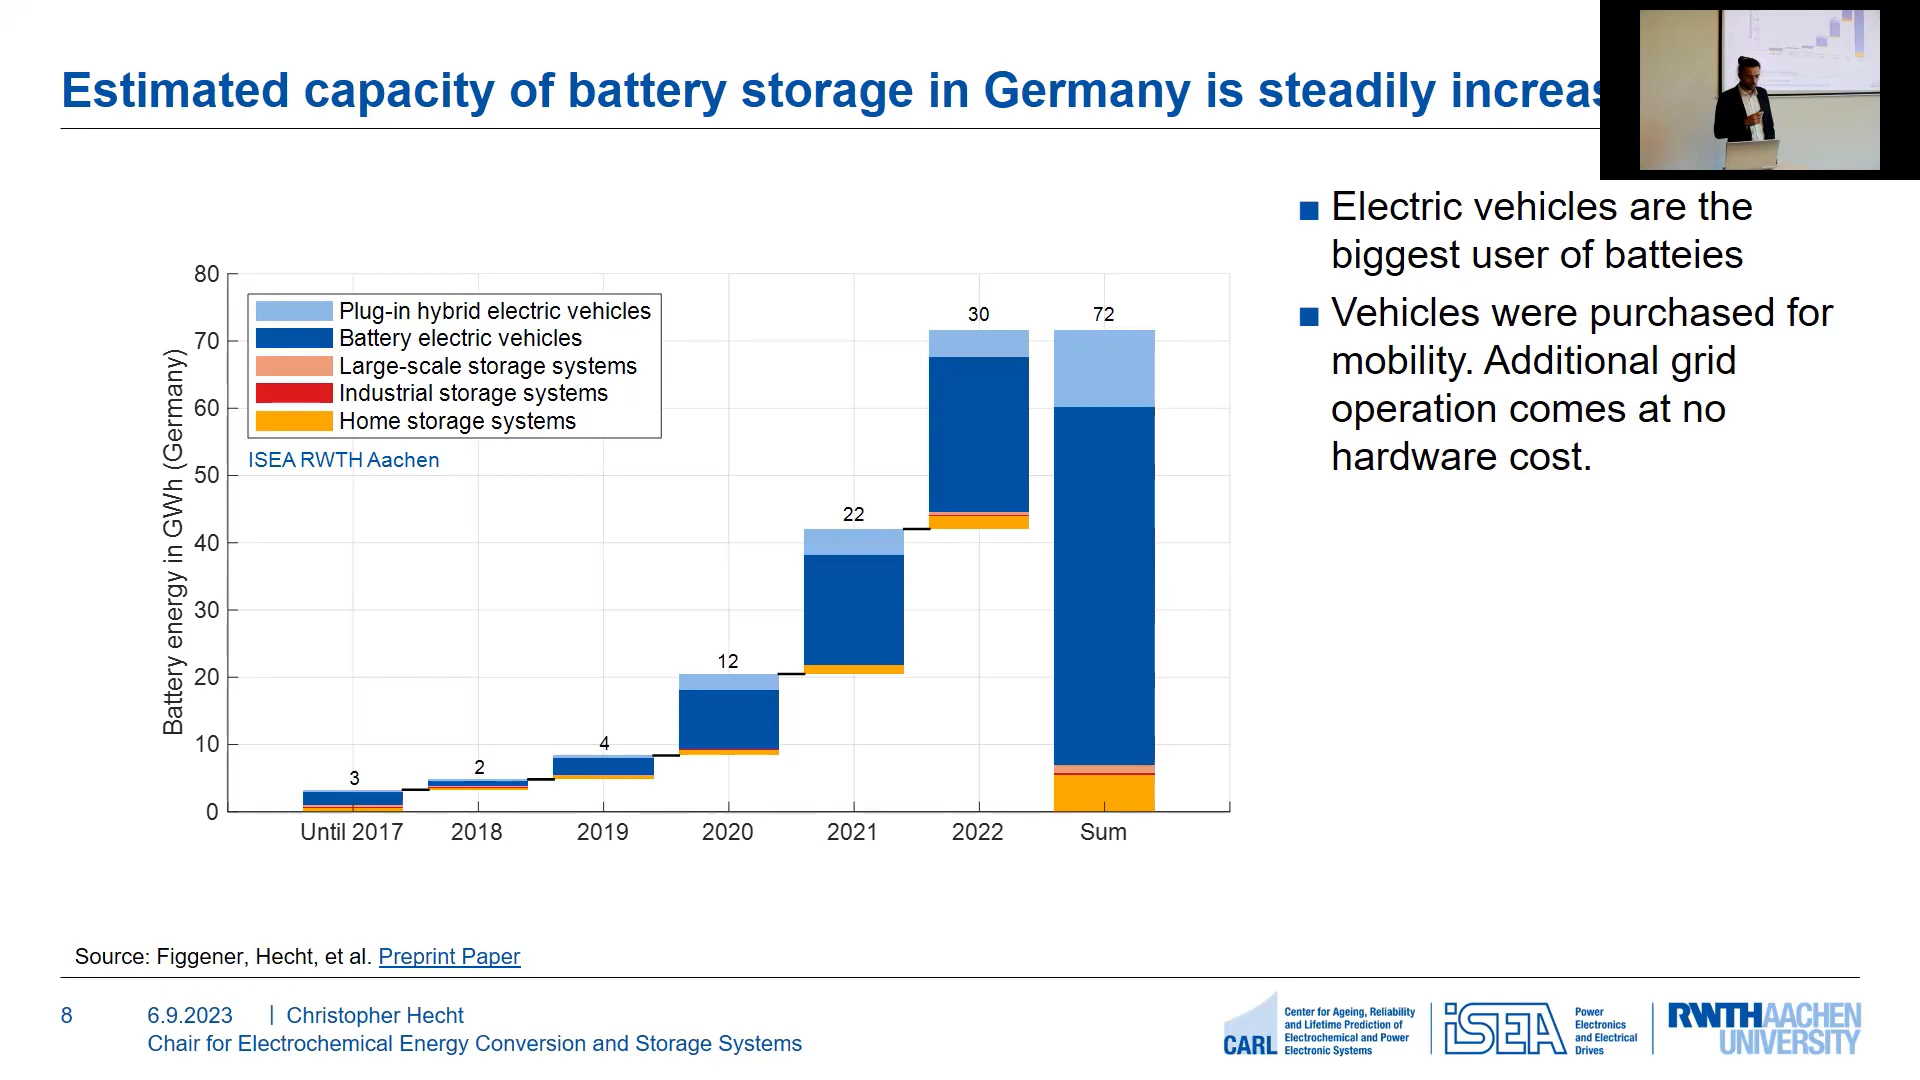 Estimated capacity of battery storage in Germany is steadily increas
Electric vehicles are the
biggest user of batteies
Vehicles were purchased for
mobility. Additional grid
operation comes at no
hardware cost.
Battery energy in GWh (Germany)
80
70
60
50
40
30
20
10
0
Plug-in hybrid electric vehicles
Battery electric vehicles
Large-scale storage systems
Industrial storage systems
Home storage systems
ISEA RWTH Aachen
3
2
4
12
22
30
72
Until 2017
2018
2019
2020
2021
2022
Sum
Source: Figgener, Hecht, et al. Preprint Paper
8
6.9.2023 | Christopher Hecht
Chair for Electrochemical Energy Conversion and Storage Systems
CARL
Center for Ageing, Reliability
and Lifetime Prediction of
Electrochemical and Power
Electronic Systems
iSEA
Power
Electronics
and Electrical
Drives
RWTHAACHEN
UNIVERSITY